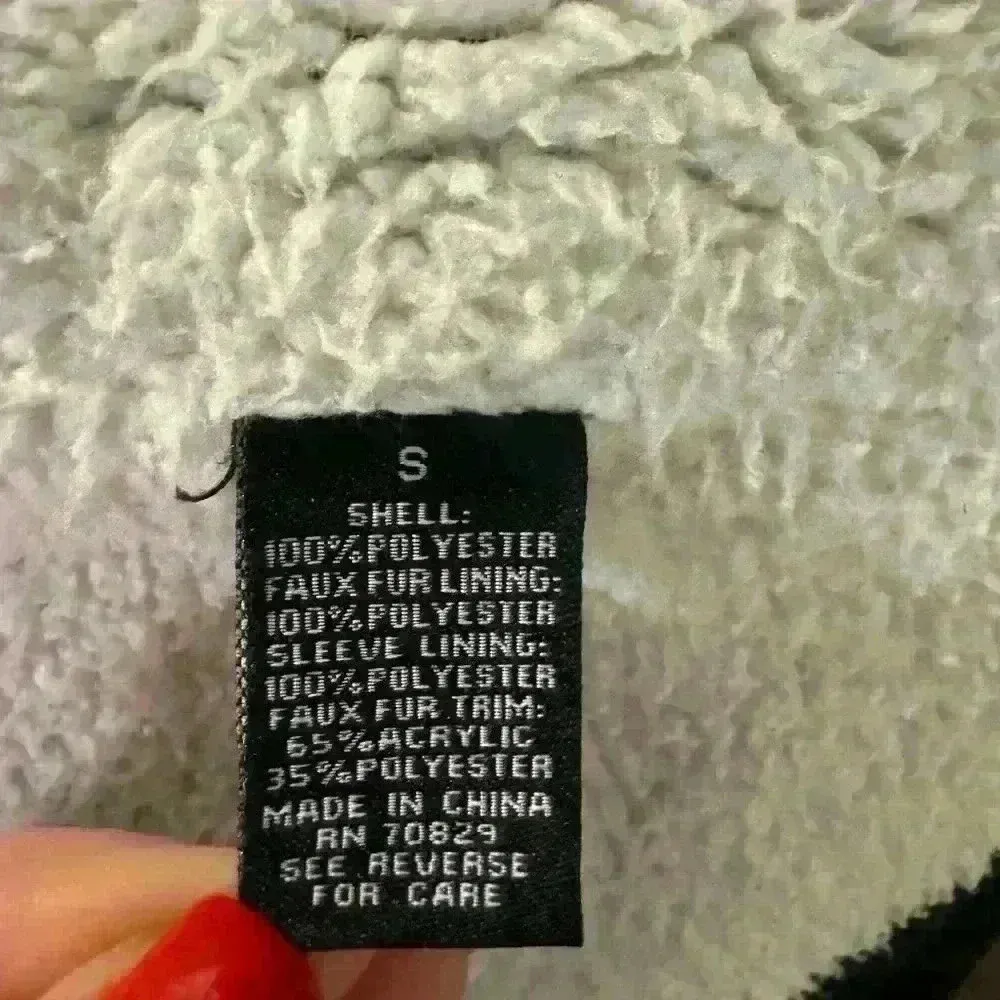 S
SHELL:
100%POLYESTER
FAUX FUR LINING:
100%POLYESTER
SLEEVE LINING:
100%POLYESTER
FAUX FUR TRIM:
65%ACRYLIC
35%POLYESTER
MADE IN CHINA
RN 70829
SEE REVERSE
FOR CARE